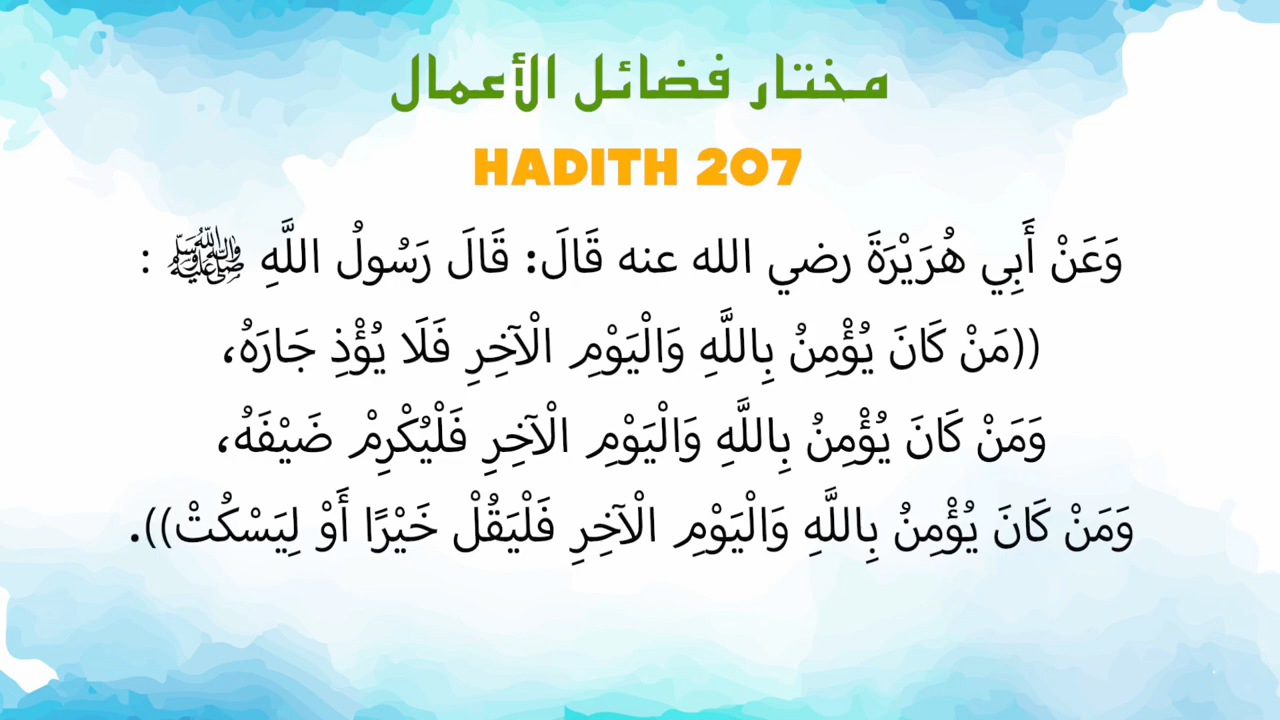 مختار فضائل الأعمال
HADITH 207
وَعَنْ أَبِي هُرَيْرَةَ رضي الله عنه قَالَ: قَالَ رَسُولُ اللَّهِ ﷺ :
((مَنْ كَانَ يُؤْمِنُ بِاللَّهِ وَالْيَوْمِ الْآخِرِ فَلَا يُؤْذِ جَارَهُ،
وَمَنْ كَانَ يُؤْمِنُ بِاللَّهِ وَالْيَوْمِ الْآخِرِ فَلْيُكْرِمْ ضَيْفَهُ،
وَمَنْ كَانَ يُؤْمِنُ بِاللَّهِ وَالْيَوْمِ الْآخِرِ فَلْيَقُلْ خَيْرًا أَوْ لِيَسْكُتْ)).